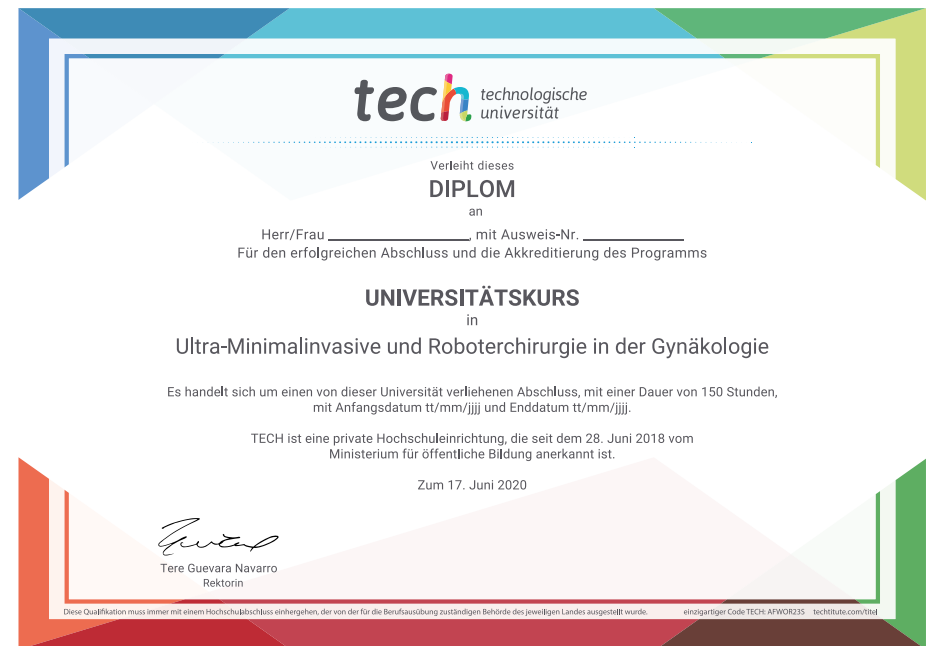 tech technologische
universität
Verleiht dieses
DIPLOM
an
Herr/Frau ____________________, mit Ausweis-Nr. ______________
Für den erfolgreichen Abschluss und die Akkreditierung des Programms
UNIVERSITÄTSKURS
in
Ultra-Minimalinvasive und Roboterchirurgie in der Gynäkologie
Es handelt sich um einen von dieser Universität verliehenen Abschluss, mit einer Dauer von 150 Stunden,
mit Anfangsdatum tt/mm/jjjj und Enddatum tt/mm/jjjj.
TECH ist eine private Hochschuleinrichtung, die seit dem 28. Juni 2018 vom
Ministerium für öffentliche Bildung anerkannt ist.
Zum 17. Juni 2020
Tere Guevara Navarro
Rektorin
Diese Qualifikation muss immer mit einem Hochschulabschluss einhergehen, der von der für die Berufsausübung zuständigen Behörde des jeweiligen Landes ausgestellt wurde. einzigartiger Code TECH: AFWOR23S techtitute.com/titel